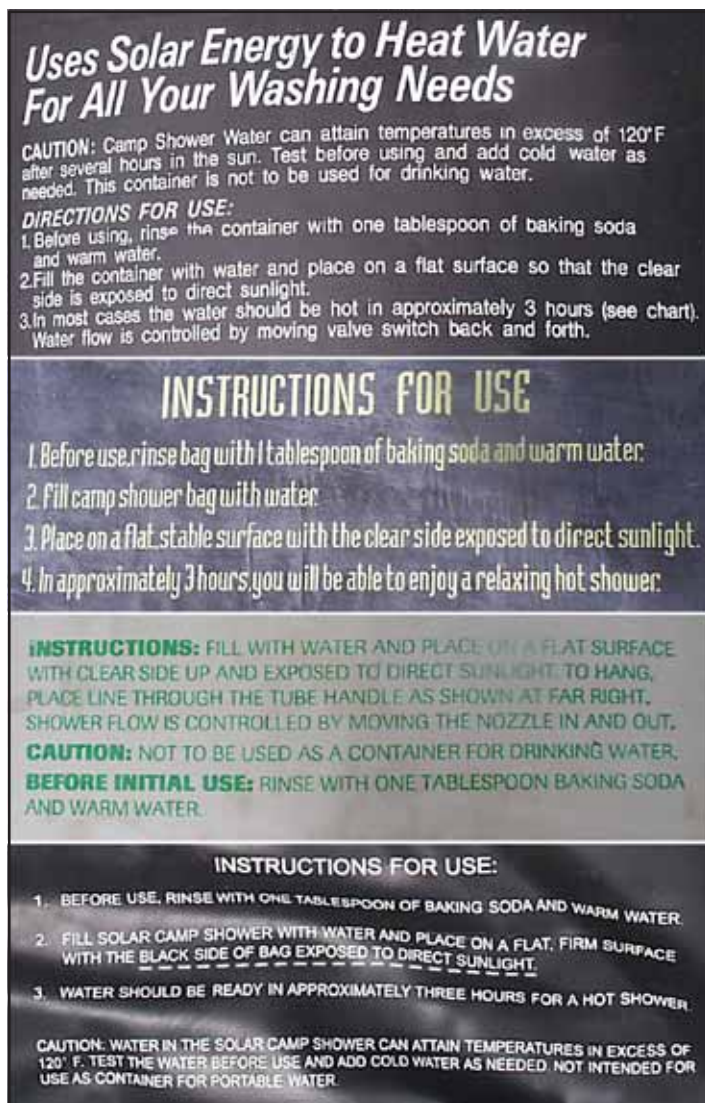 Uses Solar Energy to Heat Water
For All Your Washing Needs
CAUTION: Camp Shower Water can attain temperatures in excess of 120°F
after several hours in the sun. Test before using and add cold water as
needed. This container is not to be used for drinking water.
DIRECTIONS FOR USE:
1. Before using, rinse the container with one tablespoon of baking soda
and warm water.
2. Fill the container with water and place on a flat surface so that the clear
side is exposed to direct sunlight.
3. In most cases the water should be hot in approximately 3 hours (see chart).
Water flow is controlled by moving valve switch back and forth.
INSTRUCTIONS FOR USE
1. Before use, rinse bag with 1 tablespoon of baking soda and warm water.
2. Fill camp shower bag with water.
3. Place on a flat, stable surface with the clear side exposed to direct sunlight.
4. In approximately 3 hours, you will be able to enjoy a relaxing hot shower.
INSTRUCTIONS: FILL WITH WATER AND PLACE ON A FLAT SURFACE
WITH CLEAR SIDE UP AND EXPOSED TO DIRECT SUNLIGHT. TO HANG,
PLACE LINE THROUGH THE TUBE HANDLE AS SHOWN AT FAR RIGHT.
SHOWER FLOW IS CONTROLLED BY MOVING THE NOZZLE IN AND OUT.
CAUTION: NOT TO BE USED AS A CONTAINER FOR DRINKING WATER.
BEFORE INITIAL USE: RINSE WITH ONE TABLESPOON BAKING SODA
AND WARM WATER.
INSTRUCTIONS FOR USE:
1. BEFORE USE, RINSE WITH ONE TABLESPOON OF BAKING SODA AND WARM WATER.
2. FILL SOLAR CAMP SHOWER WITH WATER AND PLACE ON A FLAT, FIRM SURFACE
WITH THE BLACK SIDE OF BAG EXPOSED TO DIRECT SUNLIGHT.
3. WATER SHOULD BE READY IN APPROXIMATELY THREE HOURS FOR A HOT SHOWER.
CAUTION: WATER IN THE SOLAR CAMP SHOWER CAN ATTAIN TEMPERATURES IN EXCESS OF
120° F. TEST THE WATER BEFORE USE AND ADD COLD WATER AS NEEDED. NOT INTENDED FOR
USE AS CONTAINER FOR PORTABLE WATER.